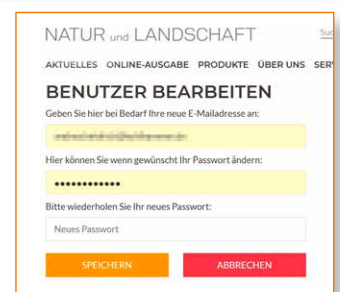 NATUR und LANDSCHAFT
AKTUELLES ONLINE-AUSGABE PRODUKTE ÜBER UNS
BENUTZER BEARBEITEN
Geben Sie hier bei Bedarf Ihre neue E-Mailadresse an:
Hier können Sie wenn gewünscht Ihr Passwort ändern:
••••••••••••
Bitte wiederholen Sie Ihr neues Passwort:
Neues Passwort
SPEICHERN ABBRECHEN